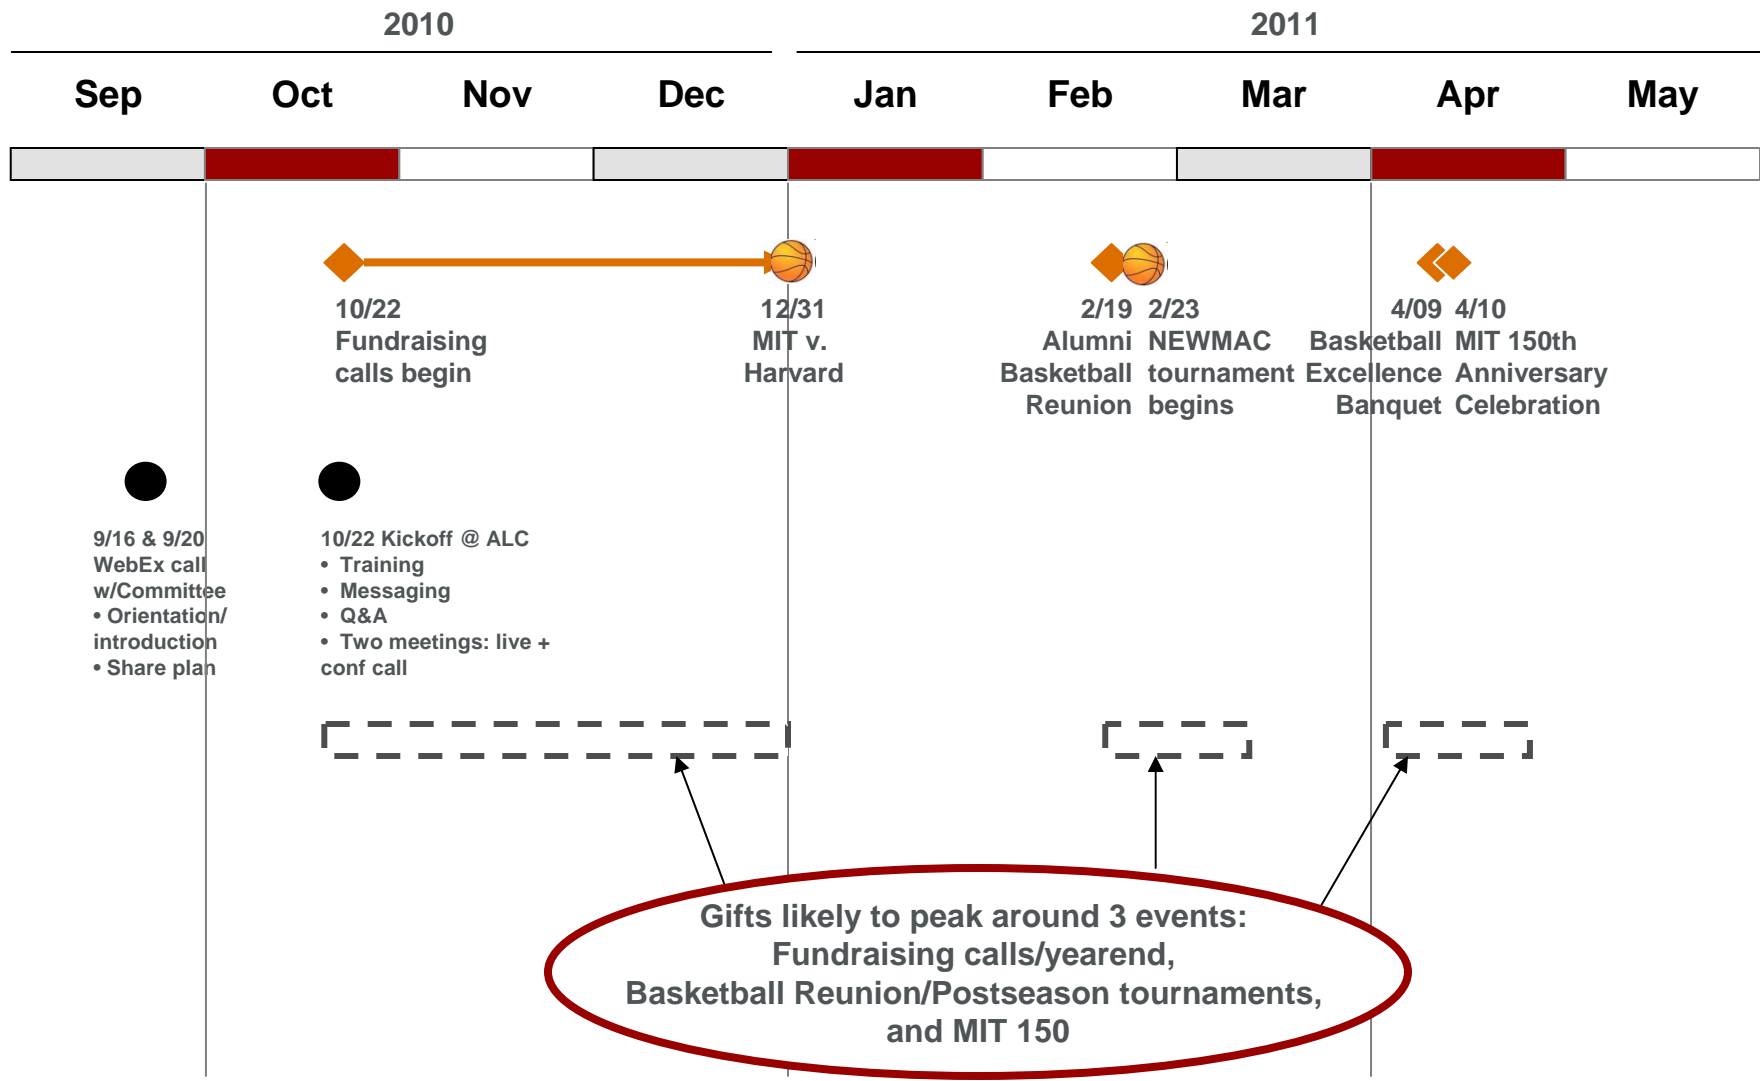 2010
2011
Sep
Oct
Nov
Dec
Jan
Feb
Mar
Apr
May
10/22
Fundraising
calls begin
12/31
MIT v.
Harvard
2/19
Alumni
Basketball
Reunion
2/23
NEWMAC
tournament
begins
4/09
Basketball
Excellence
Banquet
4/10
MIT 150th
Anniversary
Celebration
9/16 & 9/20
WebEx call
w/Committee
• Orientation/
introduction
• Share plan
10/22 Kickoff @ ALC
• Training
• Messaging
• Q&A
• Two meetings: live +
conf call
Gifts likely to peak around 3 events:
Fundraising calls/yearend,
Basketball Reunion/Postseason tournaments,
and MIT 150